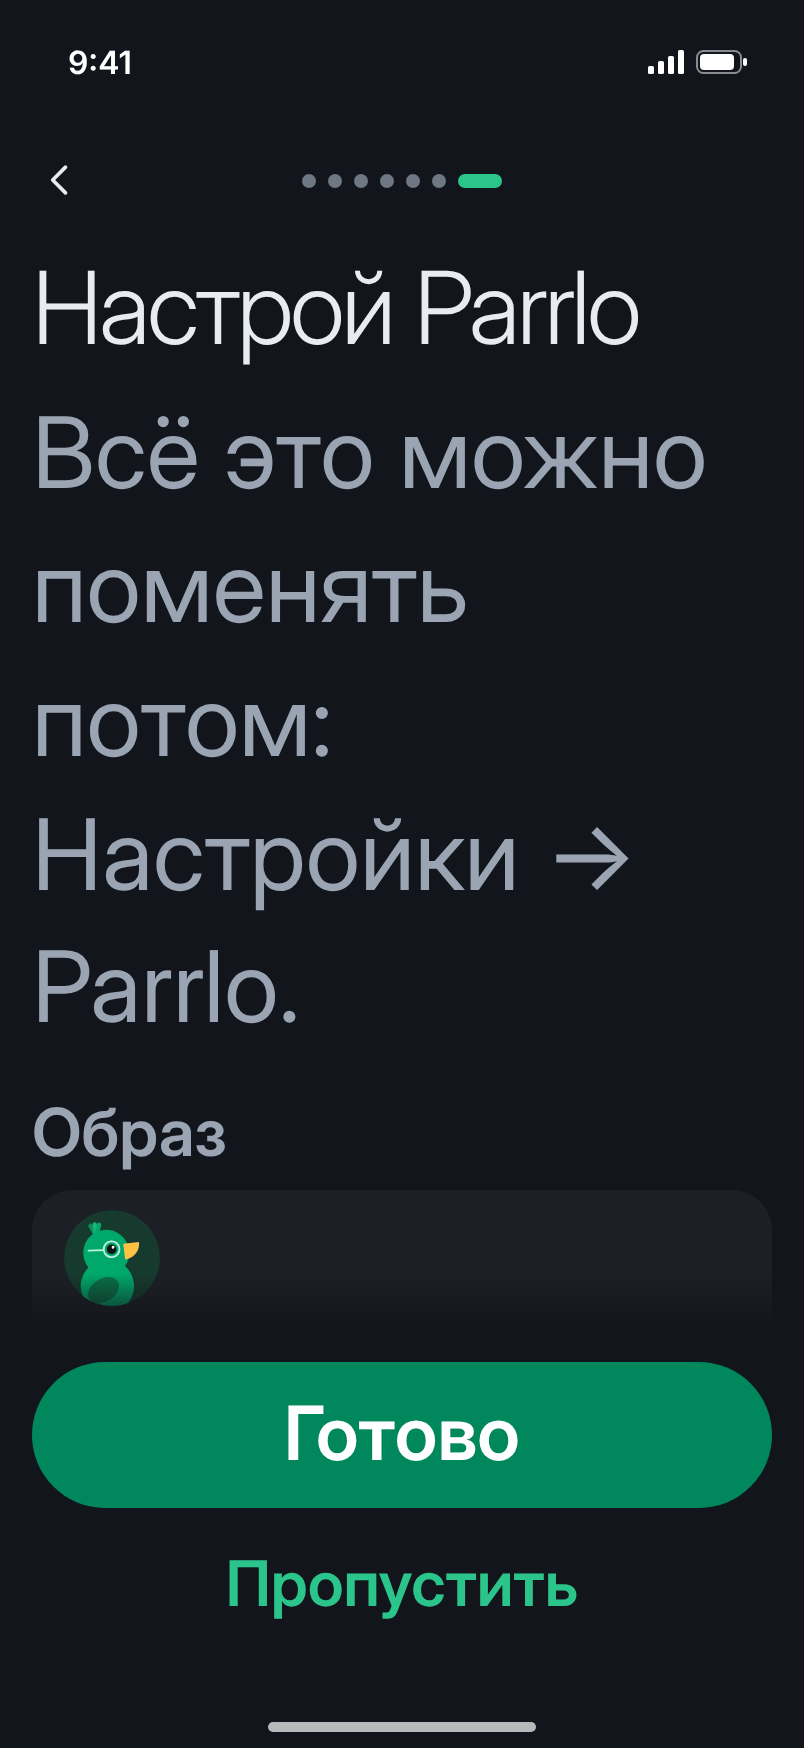 9:41
Настрой Parrlo
Всё это можно
поменять
потом:
Настройки →
Parrlo.
Образ
Готово
Пропустить